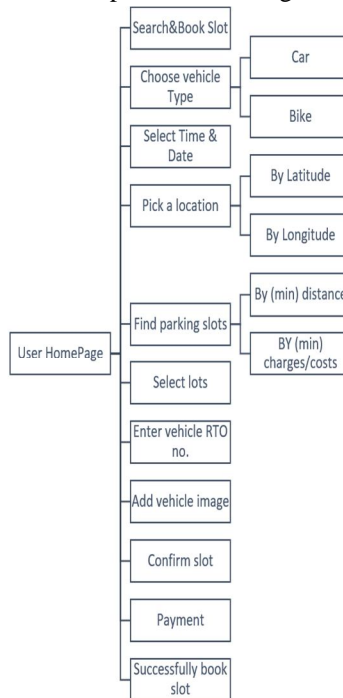 Search&Book Slot
Choose vehicle
Type
Car
Bike
Select Time &
Date
Pick a location
By Latitude
By Longitude
User HomePage
Find parking slots
By (min) distance
BY (min)
charges/costs
Select lots
Enter vehicle RTO
no.
Add vehicle image
Confirm slot
Payment
Successfully book
slot